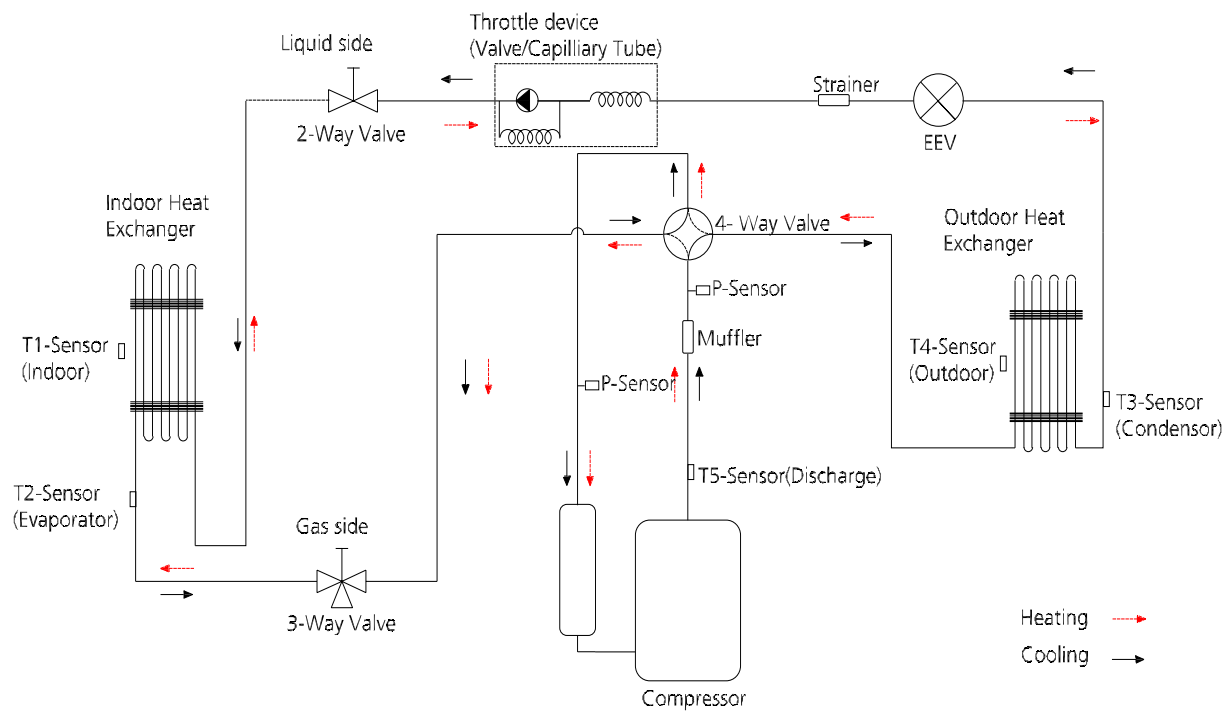 Throttle device
(Valve/Capilliary Tube)
Liquid side
2-Way Valve
Strainer
EEV
Indoor Heat
Exchanger
4- Way Valve
Outdoor Heat
Exchanger
P-Sensor
Muffler
T1-Sensor
(Indoor)
T4-Sensor
(Outdoor)
P-Sensor
T3-Sensor
(Condensor)
T5-Sensor(Discharge)
T2-Sensor
(Evaporator)
Gas side
3-Way Valve
Heating
Cooling
Compressor